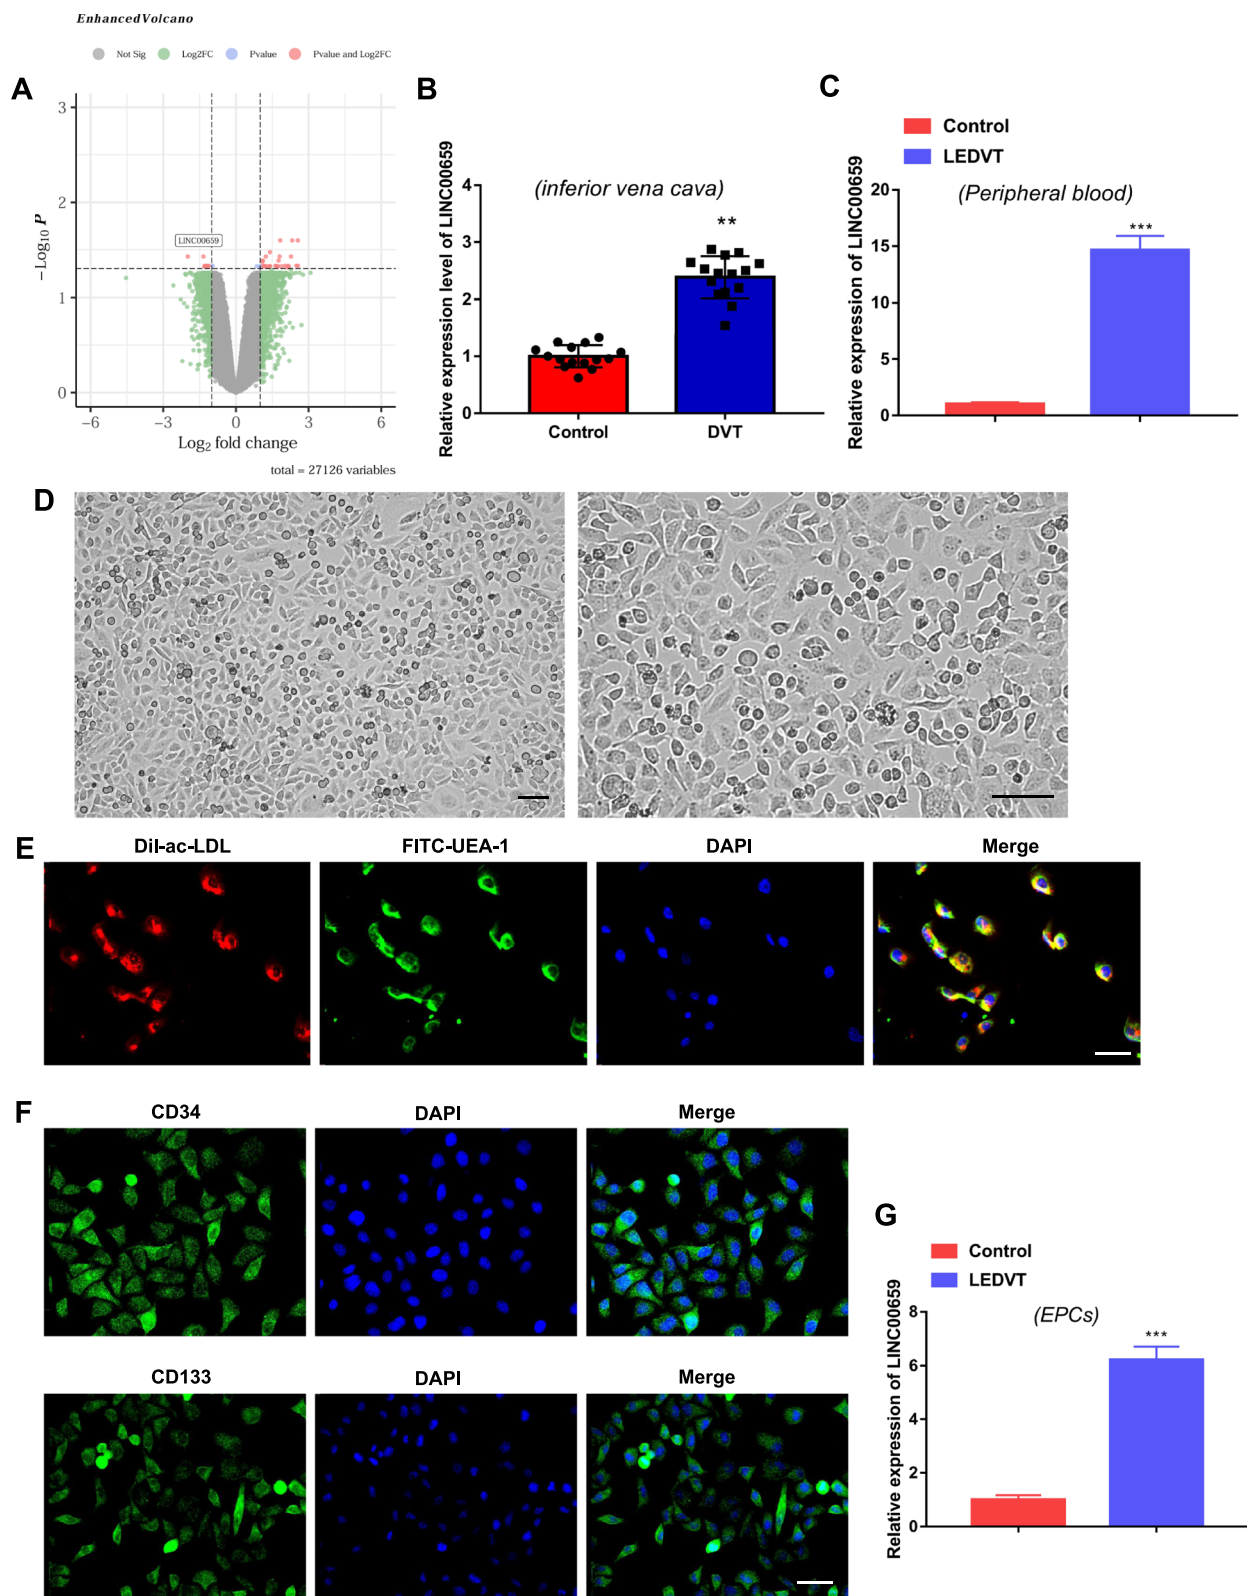 EnhancedVolcano
Not Sig Log2FC Pvalue Pvalue and Log2FC
A
−Log10 P
3
2
1
0
LINC00659
−6 −3 0 3 6
Log2 fold change
total = 27126 variables
B
Relative expression level of LINC00659
(inferior vena cava)
4
3
2
1
0
**
Control DVT
C
Control
LEDVT
Relative expression of LINC00659
(Peripheral blood)
20
15
10
5
0
***
D
E
Dil-ac-LDL FITC-UEA-1 DAPI Merge
F
CD34 DAPI Merge
CD133 DAPI Merge
G
Control
LEDVT
Relative expression of LINC00659
(EPCs)
8
6
4
2
0
***